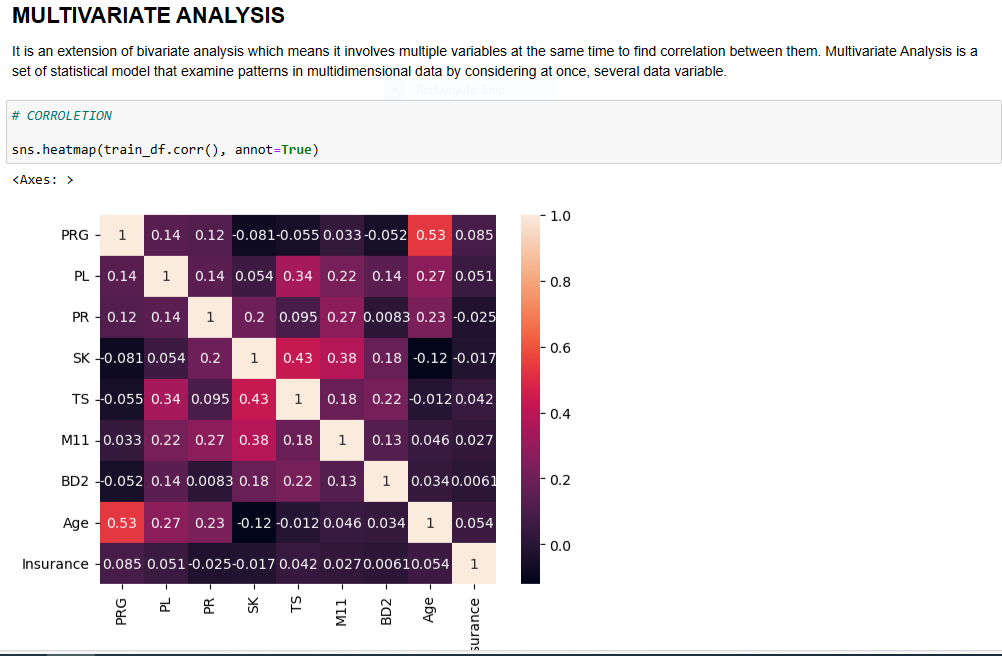 MULTIVARIATE ANALYSIS
It is an extension of bivariate analysis which means it involves multiple variables at the same time to find correlation between them. Multivariate Analysis is a
set of statistical model that examine patterns in multidimensional data by considering at once, several data variable.
Rectangular Snip
# CORROLETION
sns.heatmap(train_df.corr(), annot=True)
<Axes: >
PRG 1 0.14 0.12 -0.081 -0.055 0.033 -0.052 0.53 0.085
PL 0.14 1 0.14 0.054 0.34 0.22 0.14 0.27 0.051
PR 0.12 0.14 1 0.2 0.095 0.27 0.0083 0.23 -0.025
SK -0.081 0.054 0.2 1 0.43 0.38 0.18 -0.12 -0.017
TS -0.055 0.34 0.095 0.43 1 0.18 0.22 -0.012 0.042
M11 0.033 0.22 0.27 0.38 0.18 1 0.13 0.046 0.027
BD2 -0.052 0.14 0.0083 0.18 0.22 0.13 1 0.034 0.0061
Age 0.53 0.27 0.23 -0.12 -0.012 0.046 0.034 1 0.054
Insurance 0.085 0.051 -0.025 -0.017 0.042 0.027 0.0061 0.054 1
PRG PL PR SK TS M11 BD2 Age surance
1.0
0.8
0.6
0.4
0.2
0.0